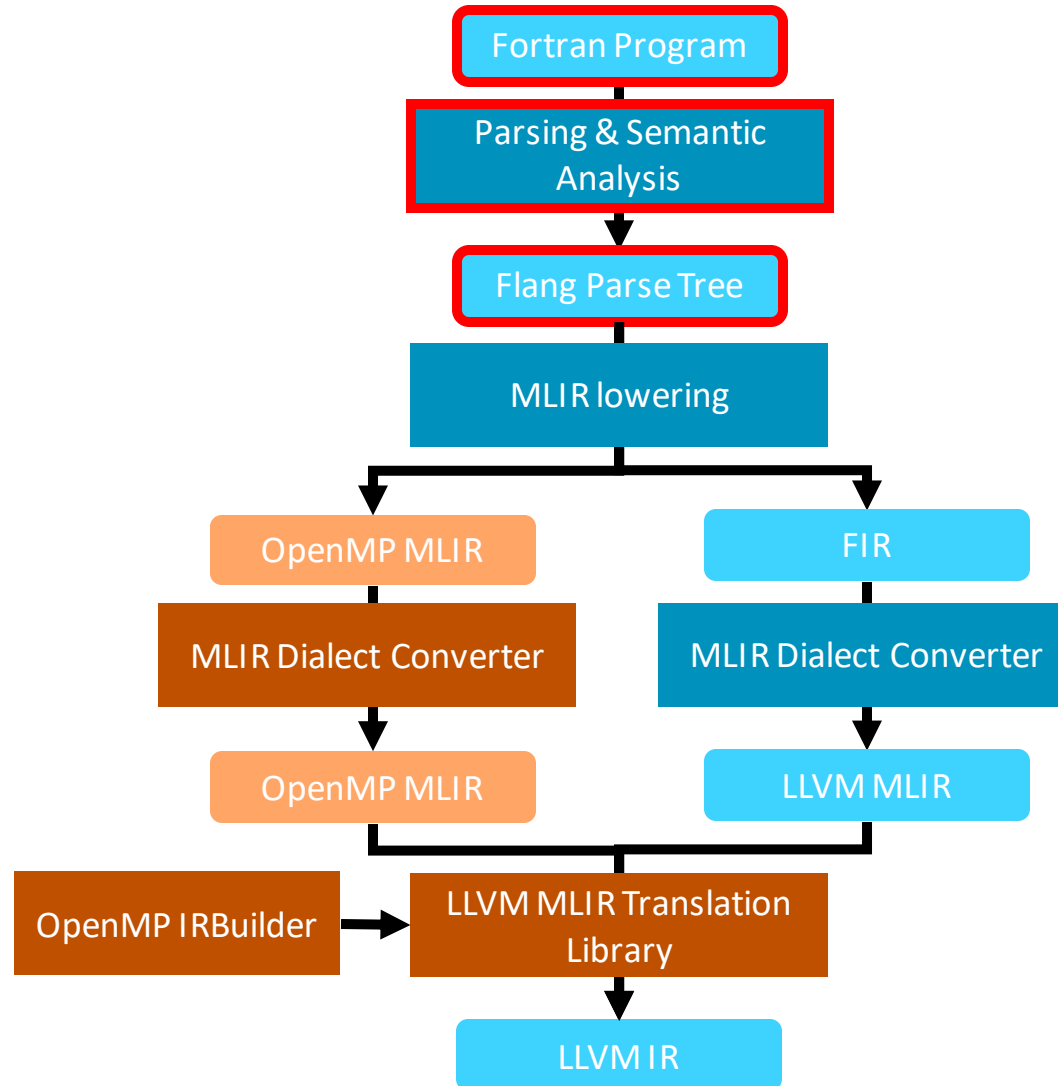 Fortran Program
Parsing & Semantic
Analysis
Flang Parse Tree
MLIR lowering
OpenMP MLIR
FIR
MLIR Dialect Converter
MLIR Dialect Converter
OpenMP MLIR
LLVM MLIR
OpenMP IRBuilder
LLVM MLIR Translation
Library
LLVM IR